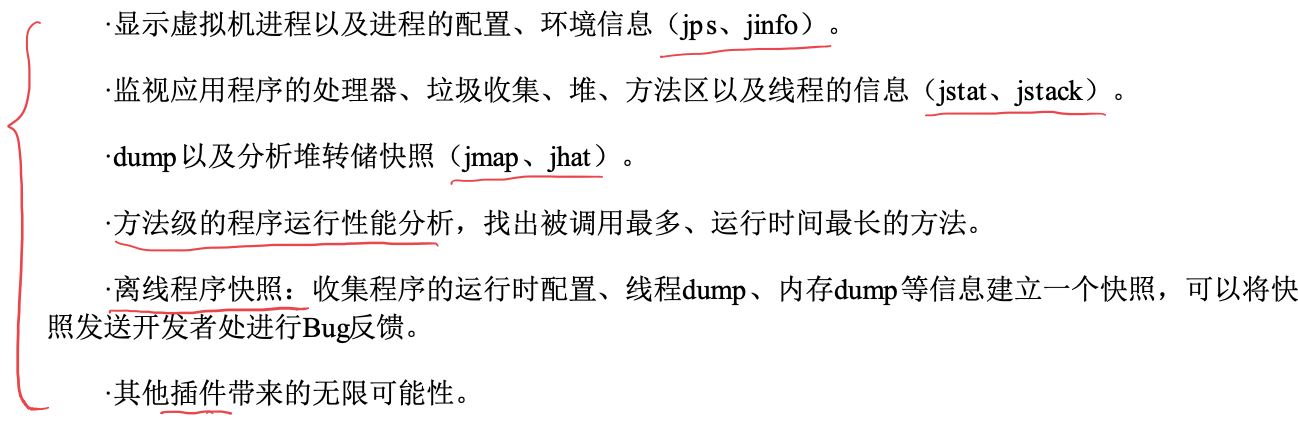 ·显示虚拟机进程以及进程的配置、环境信息（jps、jinfo）。
·监视应用程序的处理器、垃圾收集、堆、方法区以及线程的信息（jstat、jstack）。
·dump以及分析堆转储快照（jmap、jhat）。
·方法级的程序运行性能分析，找出被调用最多、运行时间最长的方法。
·离线程序快照：收集程序的运行时配置、线程dump、内存dump等信息建立一个快照，可以将快
照发送开发者处进行Bug反馈。
·其他插件带来的无限可能性。